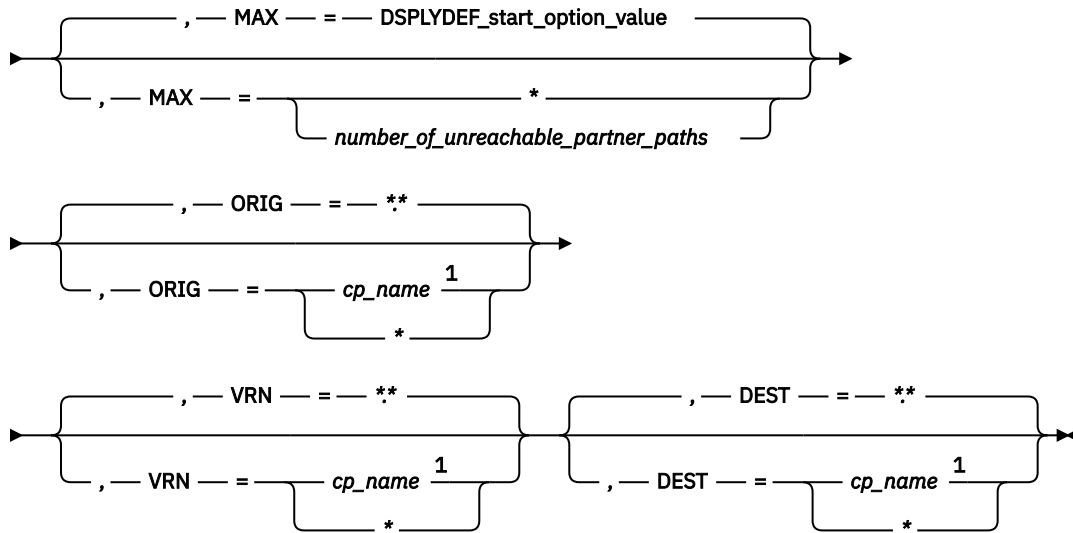 , MAX = DSPLYDEF_start_option_value
, MAX = *
number_of_unreachable_partner_paths
, ORIG = *.*
, ORIG = cp_name 1
*
, VRN = *.* , DEST = *.*
, VRN = cp_name 1 , DEST = cp_name 1
* *